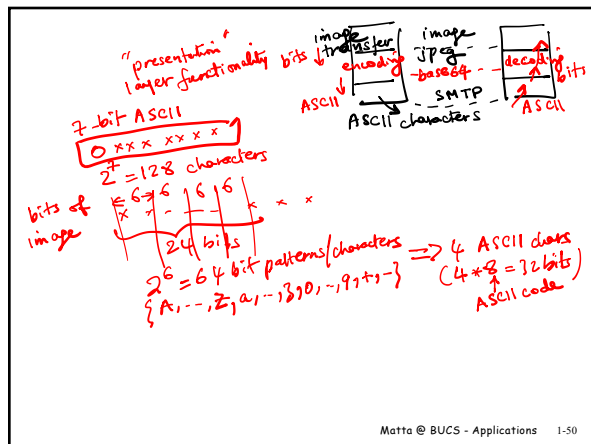 "presentation"
layer functionality
image transfer
image
bits
encoding
jpeg
decoding
bits
base64
ASCII
SMTP
ASCII
ASCII characters
7-bit ASCII
0 xxx xxxx
2^7 = 128 characters
bits of image
6 6 6 6
x - - - - x x x
24 bits
2^6 = 64 bit patterns/characters => 4 ASCII chars
{A, --, Z, a, --, z, 0, -, 9, +, -}
(4 * 8 = 32 bits)
ASCII code
Matta @ BUCS - Applications 1-50